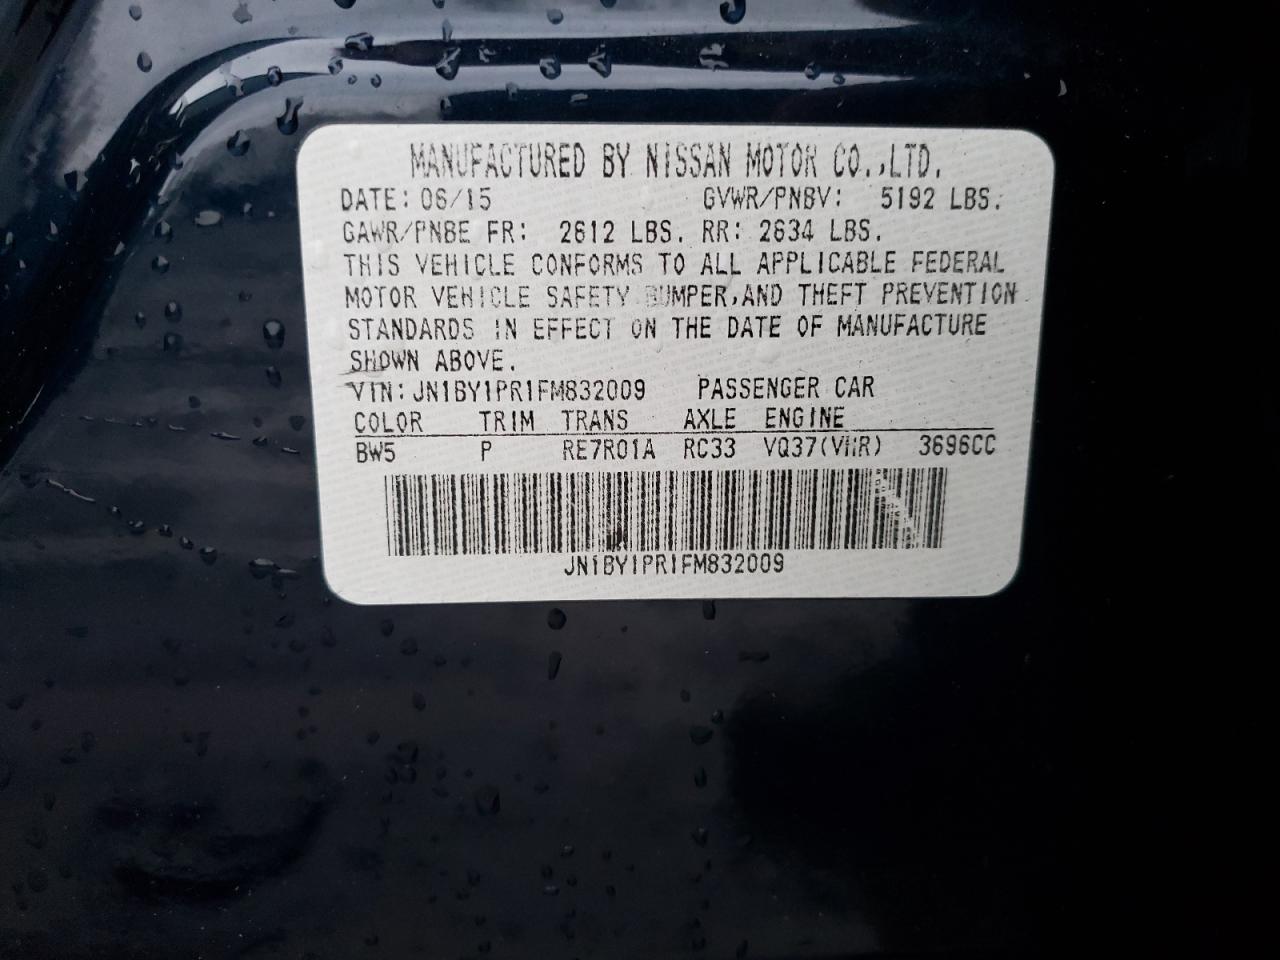 MANUFACTURED BY NISSAN MOTOR CO.,LTD.
DATE: 06/15 GVWR/PNBV: 5192 LBS.
GAWR/PNBE FR: 2612 LBS. RR: 2634 LBS.
THIS VEHICLE CONFORMS TO ALL APPLICABLE FEDERAL
MOTOR VEHICLE SAFETY BUMPER,AND THEFT PREVENTION
STANDARDS IN EFFECT ON THE DATE OF MANUFACTURE
SHOWN ABOVE.
VIN: JN1BY1PR1FM832009 PASSENGER CAR
COLOR TRIM TRANS AXLE ENGINE
BW5 P RE7R01A RC33 VQ37(VHR) 3696CC
JN1BY1PR1FM832009